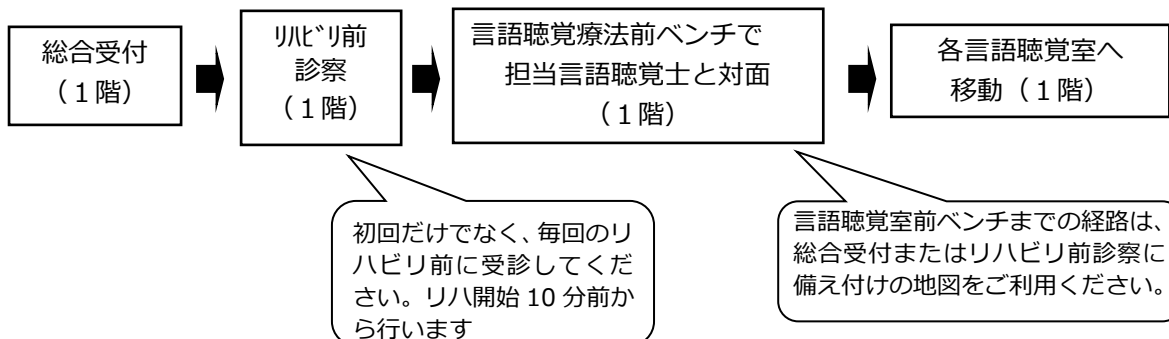 総合受付
（１階）
ﾘﾊﾋﾞﾘ前
診察
（１階）
言語聴覚療法前ベンチで
担当言語聴覚士と対面
（１階）
各言語聴覚室へ
移動（１階）
初回だけでなく、毎回のリ
ハビリ前に受診してくだ
さい。リハ開始 10 分前か
ら行います
言語聴覚室前ベンチまでの経路は、
総合受付またはリハビリ前診察に
備え付けの地図をご利用ください。